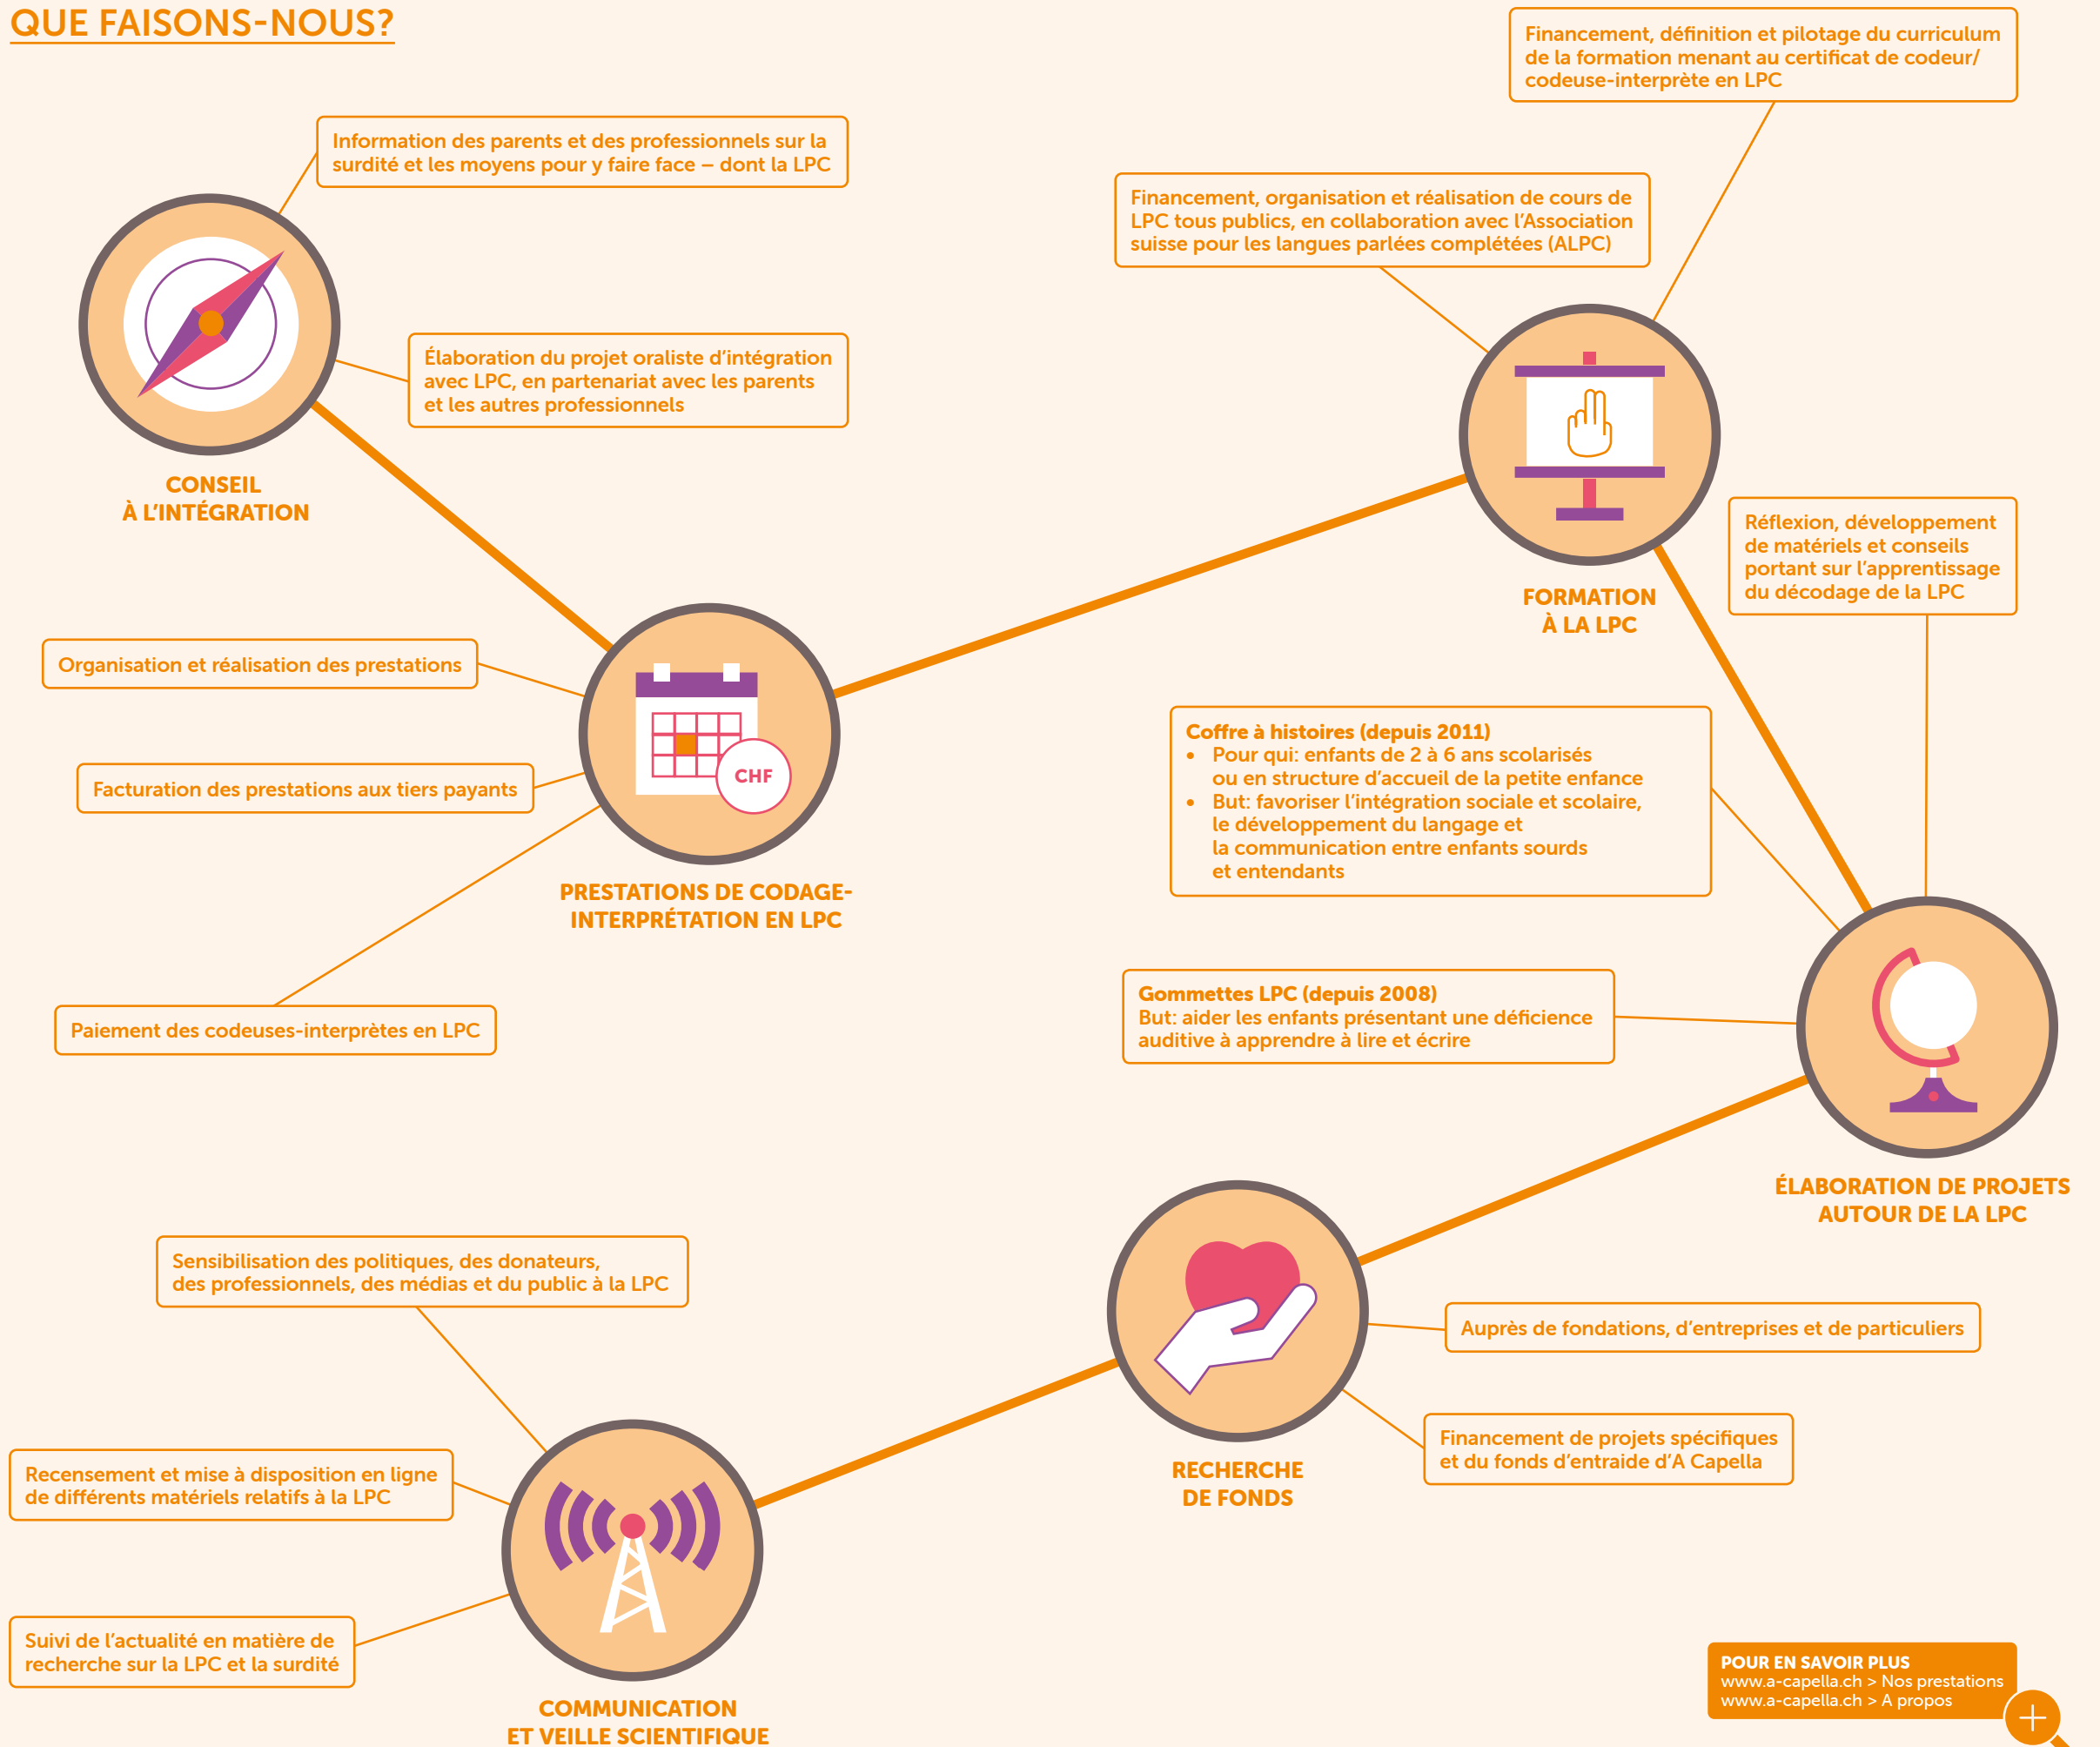 QUE FAISONS-NOUS?
Information des parents et des professionnels sur la
surdité et les moyens pour y faire face – dont la LPC
Élaboration du projet oraliste d’intégration
avec LPC, en partenariat avec les parents
et les autres professionnels
CONSEIL
À L’INTÉGRATION
Organisation et réalisation des prestations
Facturation des prestations aux tiers payants
Paiement des codeuses-interprètes en LPC
CHF
PRESTATIONS DE CODAGE-
INTERPRÉTATION EN LPC
Financement, définition et pilotage du curriculum
de la formation menant au certificat de codeur/
codeuse-interprète en LPC
Financement, organisation et réalisation de cours de
LPC tous publics, en collaboration avec l’Association
suisse pour les langues parlées complétées (ALPC)
FORMATION
À LA LPC
Réflexion, développement
de matériels et conseils
portant sur l’apprentissage
du décodage de la LPC
Coffre à histoires (depuis 2011)
• Pour qui: enfants de 2 à 6 ans scolarisés
ou en structure d’accueil de la petite enfance
• But: favoriser l’intégration sociale et scolaire,
le développement du langage et
la communication entre enfants sourds
et entendants
Gommettes LPC (depuis 2008)
But: aider les enfants présentant une déficience
auditive à apprendre à lire et écrire
ÉLABORATION DE PROJETS
AUTOUR DE LA LPC
Auprès de fondations, d’entreprises et de particuliers
Financement de projets spécifiques
et du fonds d’entraide d’A Capella
RECHERCHE
DE FONDS
Sensibilisation des politiques, des donateurs,
des professionnels, des médias et du public à la LPC
Recensement et mise à disposition en ligne
de différents matériels relatifs à la LPC
Suivi de l’actualité en matière de
recherche sur la LPC et la surdité
COMMUNICATION
ET VEILLE SCIENTIFIQUE
POUR EN SAVOIR PLUS
www.a-capella.ch > Nos prestations
www.a-capella.ch > A propos